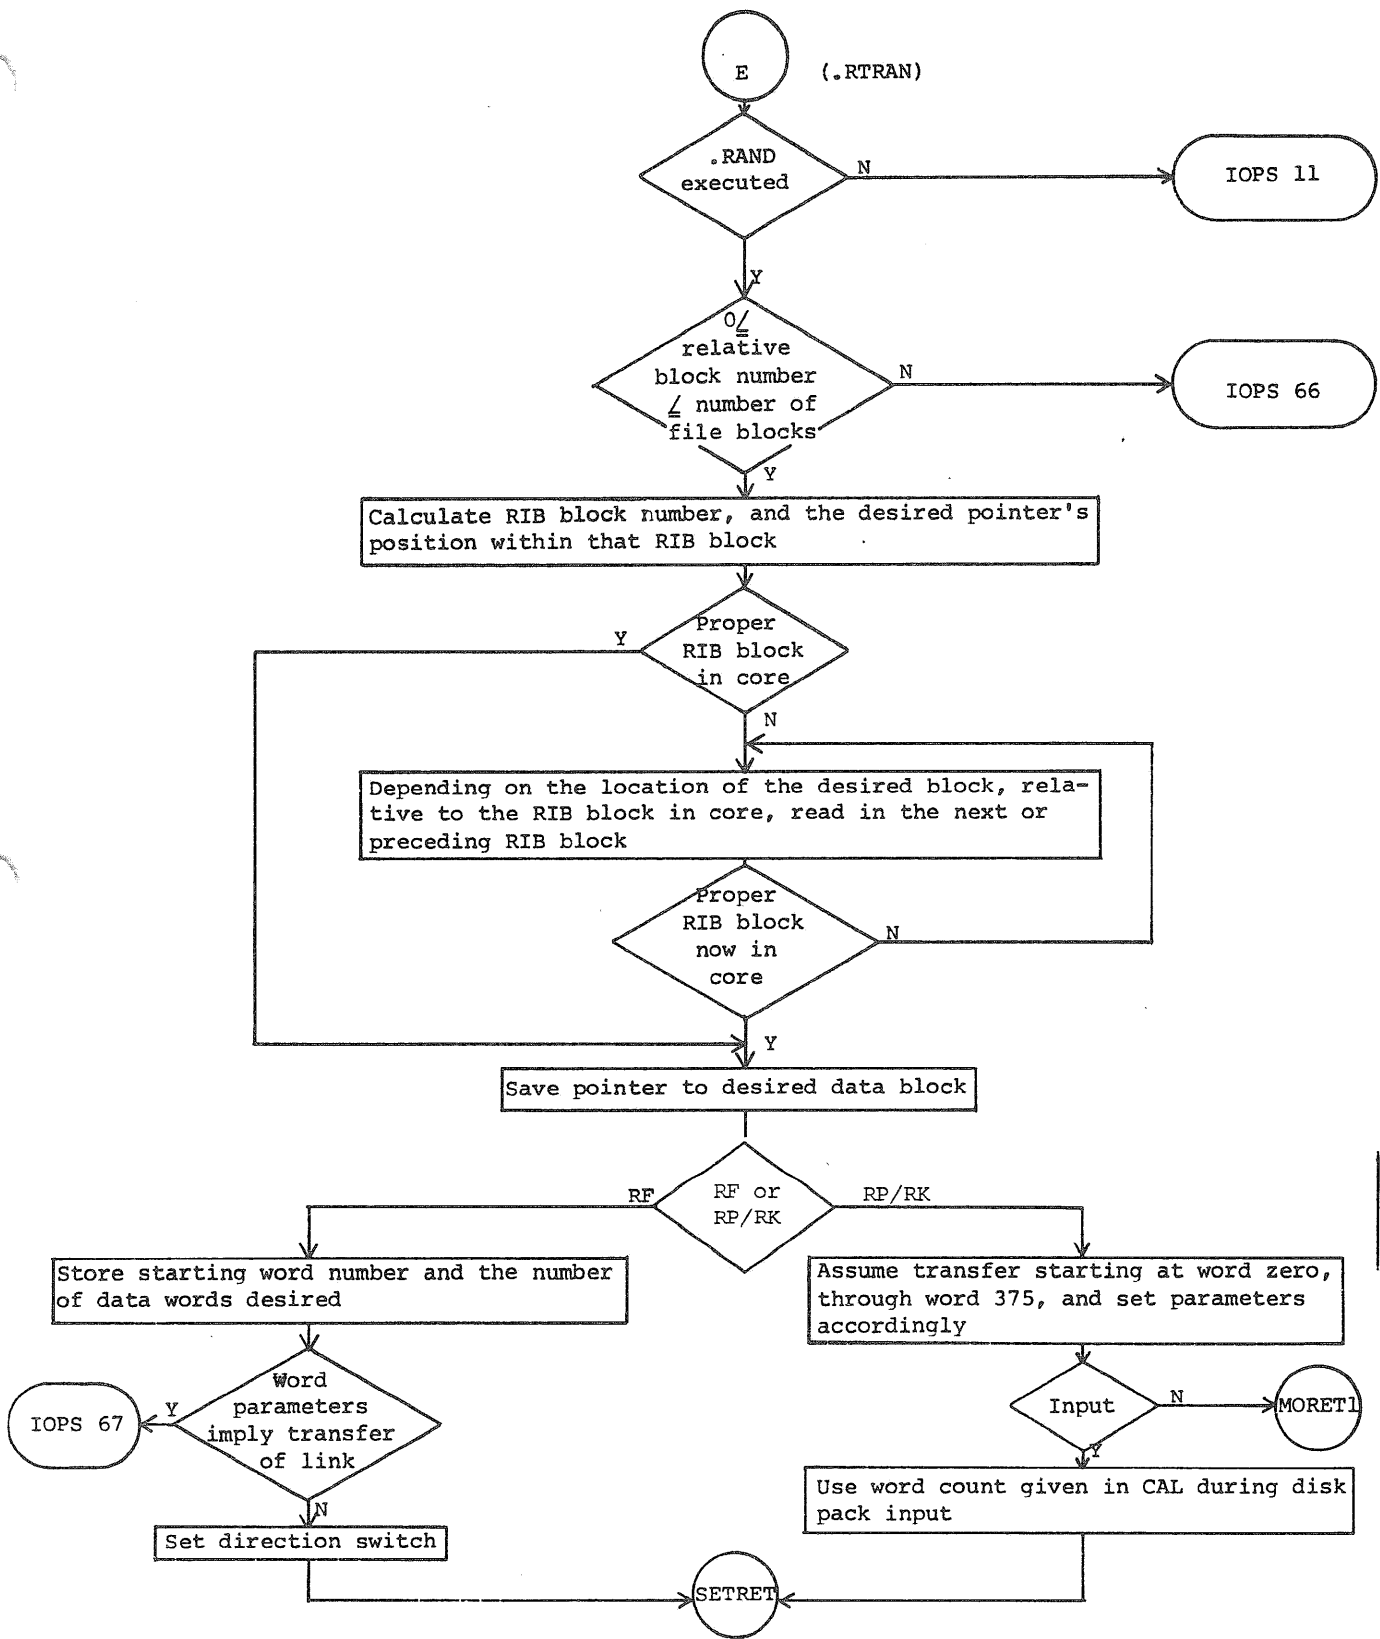 E (.RTRAN)
.RAND
executed
N
IOPS 11
Y
0≤
relative
block number
≤ number of
file blocks
N
IOPS 66
Y
Calculate RIB block number, and the desired pointer's
position within that RIB block
Proper
RIB block
in core
Y
N
Depending on the location of the desired block, rela-
tive to the RIB block in core, read in the next or
preceding RIB block
Proper
RIB block
now in
core
N
Y
Save pointer to desired data block
RF or
RP/RK
RF
RP/RK
Store starting word number and the number
of data words desired
Word
parameters
imply transfer
of link
Y
IOPS 67
N
Set direction switch
Assume transfer starting at word zero,
through word 375, and set parameters
accordingly
Input
N
MORET1
Y
Use word count given in CAL during disk
pack input
SETRET